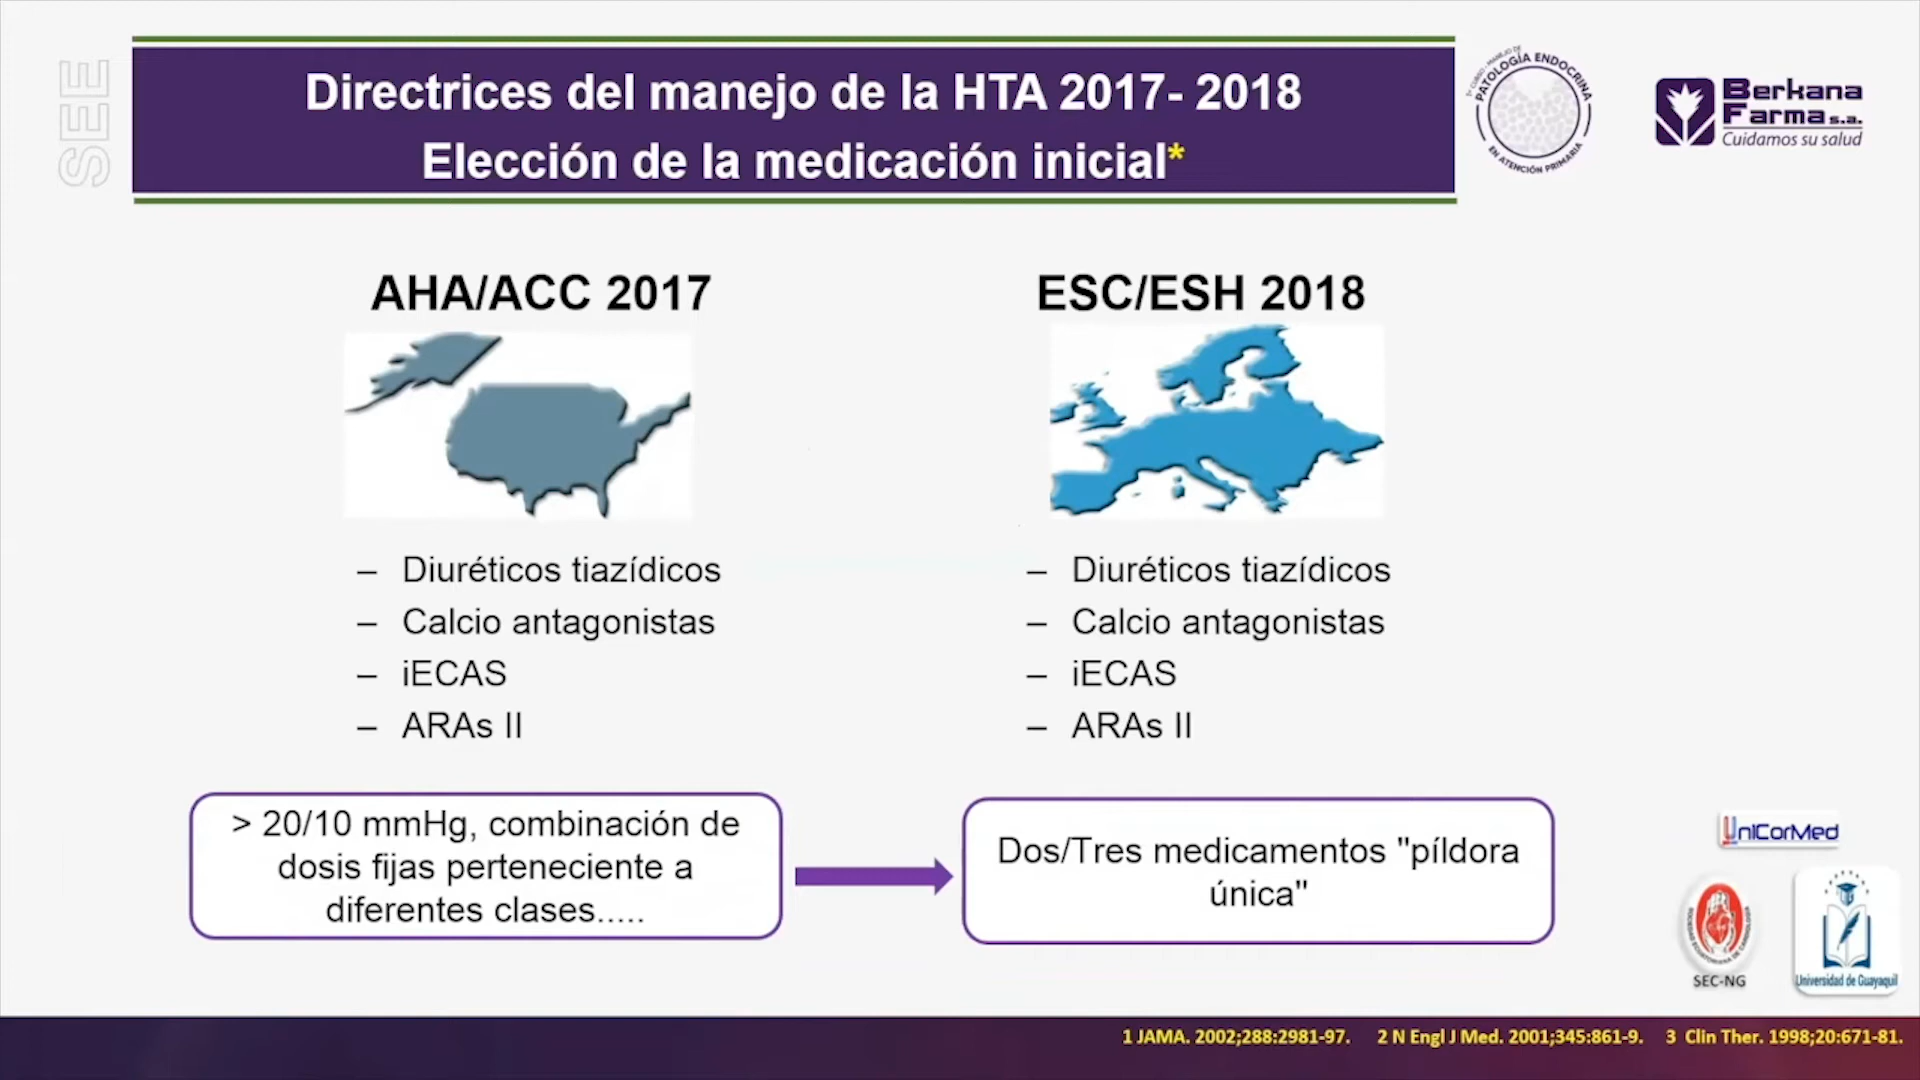 SEE
Directrices del manejo de la HTA 2017- 2018
Elección de la medicación inicial*
PATOLOGÍA ENDOCRINA
EN ATENCIÓN PRIMARIA
Berkana
Farma s.a.
Cuidamos su salud
AHA/ACC 2017
– Diuréticos tiazídicos
– Calcio antagonistas
– iECAS
– ARAs II
> 20/10 mmHg, combinación de
dosis fijas perteneciente a
diferentes clases.....
ESC/ESH 2018
– Diuréticos tiazídicos
– Calcio antagonistas
– iECAS
– ARAs II
Dos/Tres medicamentos "píldora
única"
UnICorMed
SEC-NG
Universidad de Guayaquil
1 JAMA. 2002;288:2981-97. 2 N Engl J Med. 2001;345:861-9. 3 Clin Ther. 1998;20:671-81.